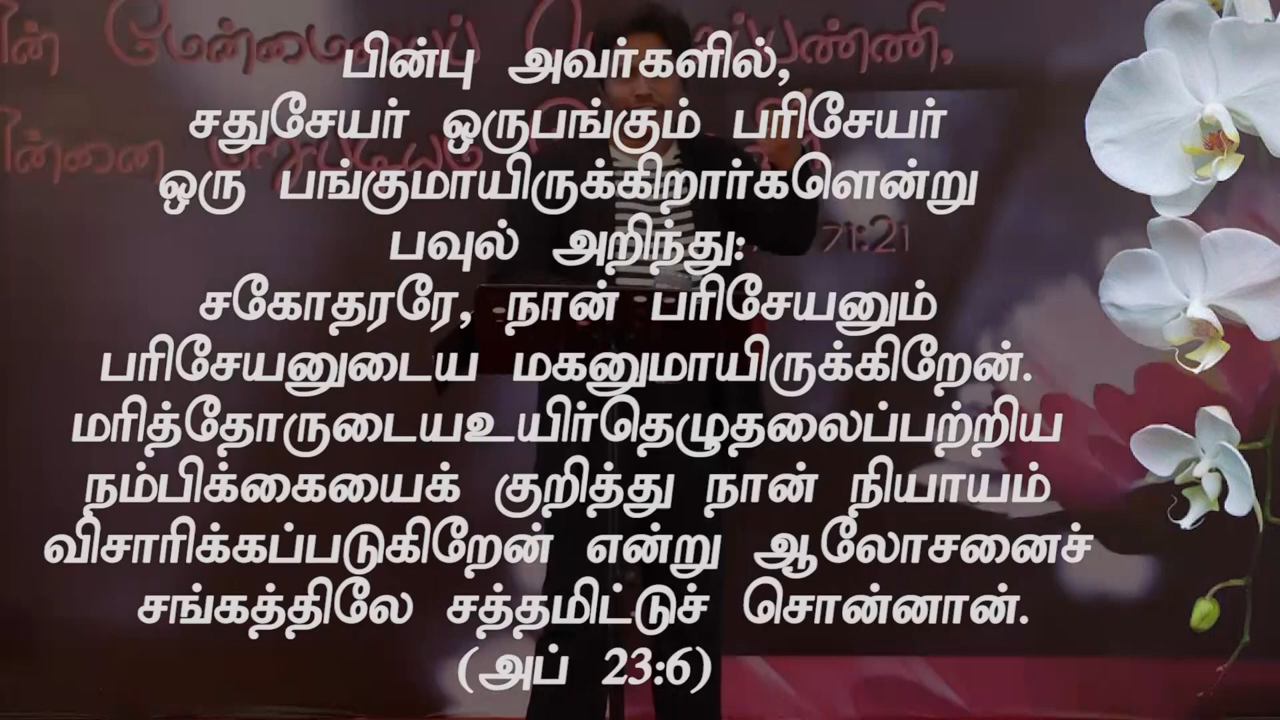 பின்பு அவர்களில்,
சதுசேயர் ஒருபங்கும் பரிசேயர்
ஒரு பங்குமாயிருக்கிறார்களென்று
பவுல் அறிந்து:
சகோதரரே, நான் பரிசேயனும்
பரிசேயனுடைய மகனுமாயிருக்கிறேன்.
மரித்தோருடையஉயிர்தெழுதலைப்பற்றிய
நம்பிக்கையைக் குறித்து நான் நியாயம்
விசாரிக்கப்படுகிறேன் என்று ஆலோசனைச்
சங்கத்திலே சத்தமிட்டுச் சொன்னான்.
(அப் 23:6)
மேன்மையைப்
71:21